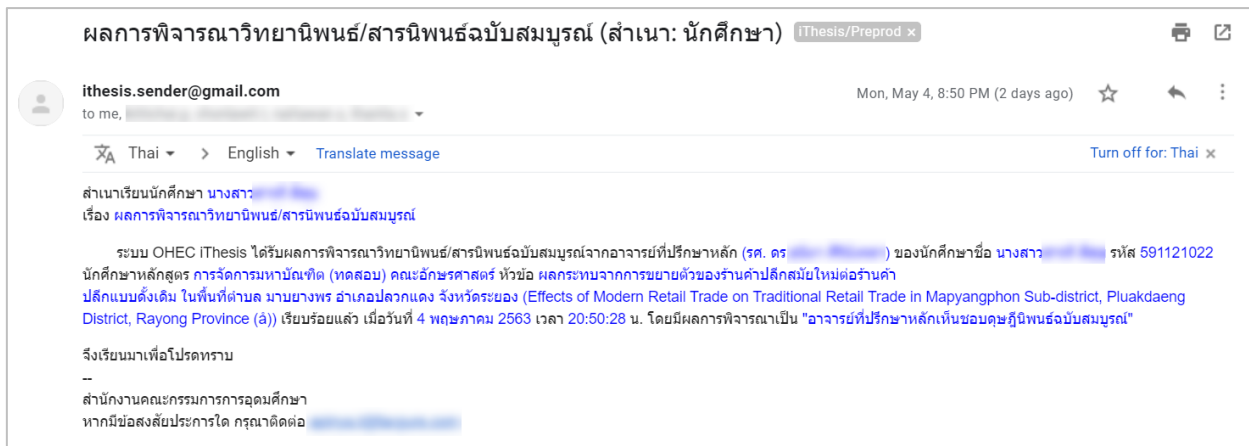 ผลการพิจารณาวิทยานิพนธ์/สารนิพนธ์ฉบับสมบูรณ์ (สำเนา: นักศึกษา) iThesis/Preprod ×
ithesis.sender@gmail.com
Mon, May 4, 8:50 PM (2 days ago)
to me,
Thai > English Translate message
Turn off for: Thai ×
สำเนาเรียนนักศึกษา นางสาว
เรื่อง ผลการพิจารณาวิทยานิพนธ์/สารนิพนธ์ฉบับสมบูรณ์
ระบบ OHEC iThesis ได้รับผลการพิจารณาวิทยานิพนธ์/สารนิพนธ์ฉบับสมบูรณ์จากอาจารย์ที่ปรึกษาหลัก (รศ. ดร ) ของนักศึกษาชื่อ นางสาว รหัส 591121022
นักศึกษาหลักสูตร การจัดการมหาบัณฑิต (ทดสอบ) คณะอักษรศาสตร์ หัวข้อ ผลกระทบจากการขยายตัวของร้านค้าปลีกสมัยใหม่ต่อร้านค้า
ปลีกแบบดั้งเดิม ในพื้นที่ตำบล มาบยางพร อำเภอปลวกแดง จังหวัดระยอง (Effects of Modern Retail Trade on Traditional Retail Trade in Mapyangphon Sub-district, Pluakdaeng
District, Rayong Province (â)) เรียบร้อยแล้ว เมื่อวันที่ 4 พฤษภาคม 2563 เวลา 20:50:28 น. โดยมีผลการพิจารณาเป็น "อาจารย์ที่ปรึกษาหลักเห็นชอบดุษฎีนิพนธ์ฉบับสมบูรณ์"
จึงเรียนมาเพื่อโปรดทราบ
--
สำนักงานคณะกรรมการการอุดมศึกษา
หากมีข้อสงสัยประการใด กรุณาติดต่อ